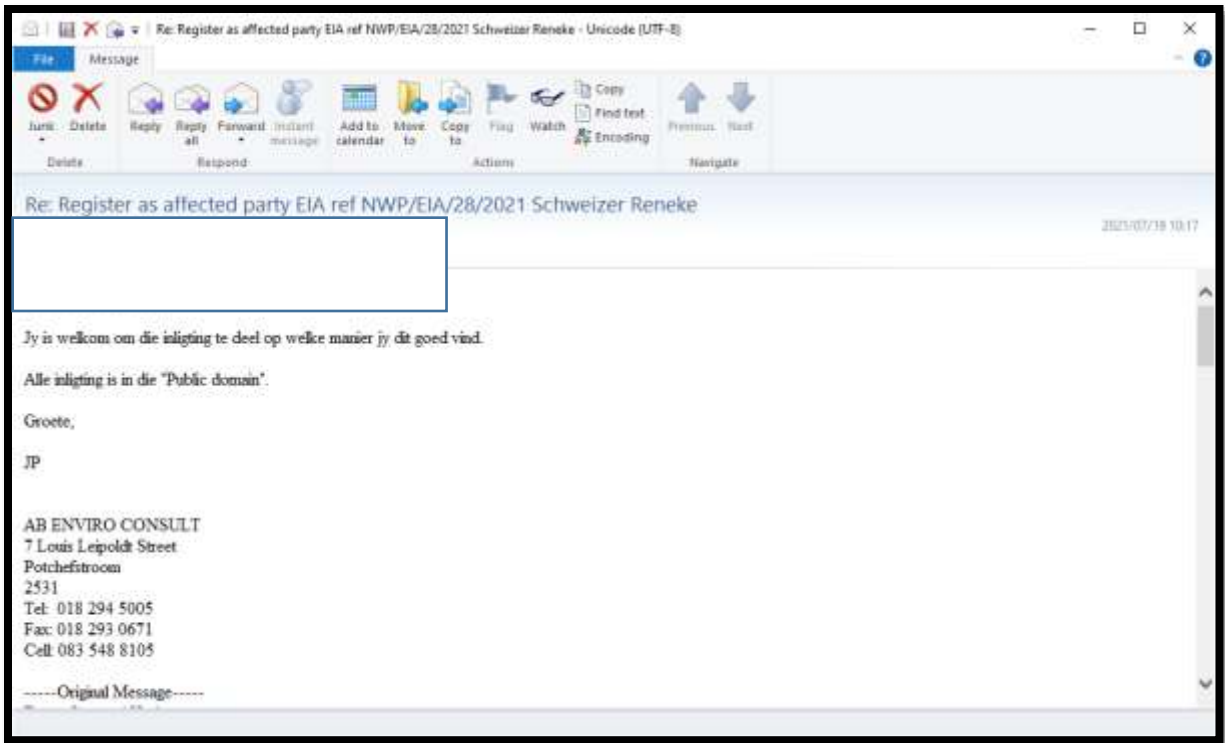 Re: Register as affected party EIA ref NWP/EIA/28/2021 Schweizer Reneke - Unicode (UTF-8)
File Message
Junk Delete Reply Reply all Forward Instant message Add to calendar Move to Copy to Flag Watch Copy Find text Encoding Previous Next
Delete Respond Actions Navigate
Re: Register as affected party EIA ref NWP/EIA/28/2021 Schweizer Reneke
10:17
Jy is welkom om die inligting te deel op welke manier jy dit goed vind.
Alle inligting is in die "Public domain".
Groete,
JP
AB ENVIRO CONSULT
7 Louis Leipoldt Street
Potchefstroom
2531
Tel: 018 294 5005
Fax: 018 293 0671
Cell: 083 548 8105
-----Original Message-----